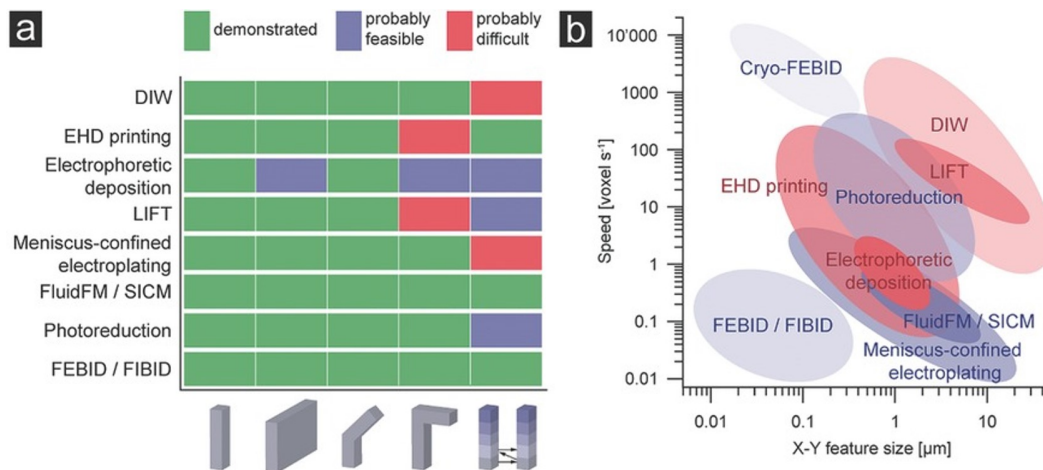 a
demonstrated
probably
feasible
probably
difficult
DIW
EHD printing
Electrophoretic
deposition
LIFT
Meniscus-confined
electroplating
FluidFM / SICM
Photoreduction
FEBID / FIBID
b
Speed [voxel s⁻¹]
10'000
1000
100
10
1
0.1
0.01
Cryo-FEBID
DIW
LIFT
EHD printing
Photoreduction
Electrophoretic
deposition
FEBID / FIBID
FluidFM / SICM
Meniscus-confined
electroplating
0.01
0.1
1
10
X-Y feature size [µm]